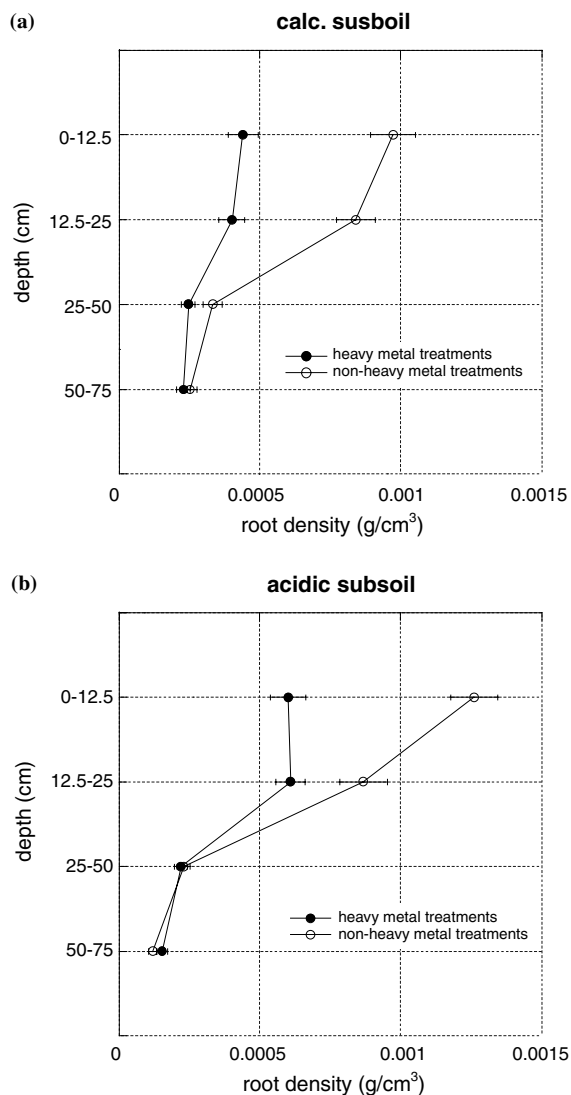 (a)
calc. susboil
depth (cm)
0-12.5
12.5-25
25-50
50-75
heavy metal treatments
non-heavy metal treatments
0 0.0005 0.001 0.0015
root density (g/cm³)
(b)
acidic subsoil
depth (cm)
0-12.5
12.5-25
25-50
50-75
heavy metal treatments
non-heavy metal treatments
0 0.0005 0.001 0.0015
root density (g/cm³)